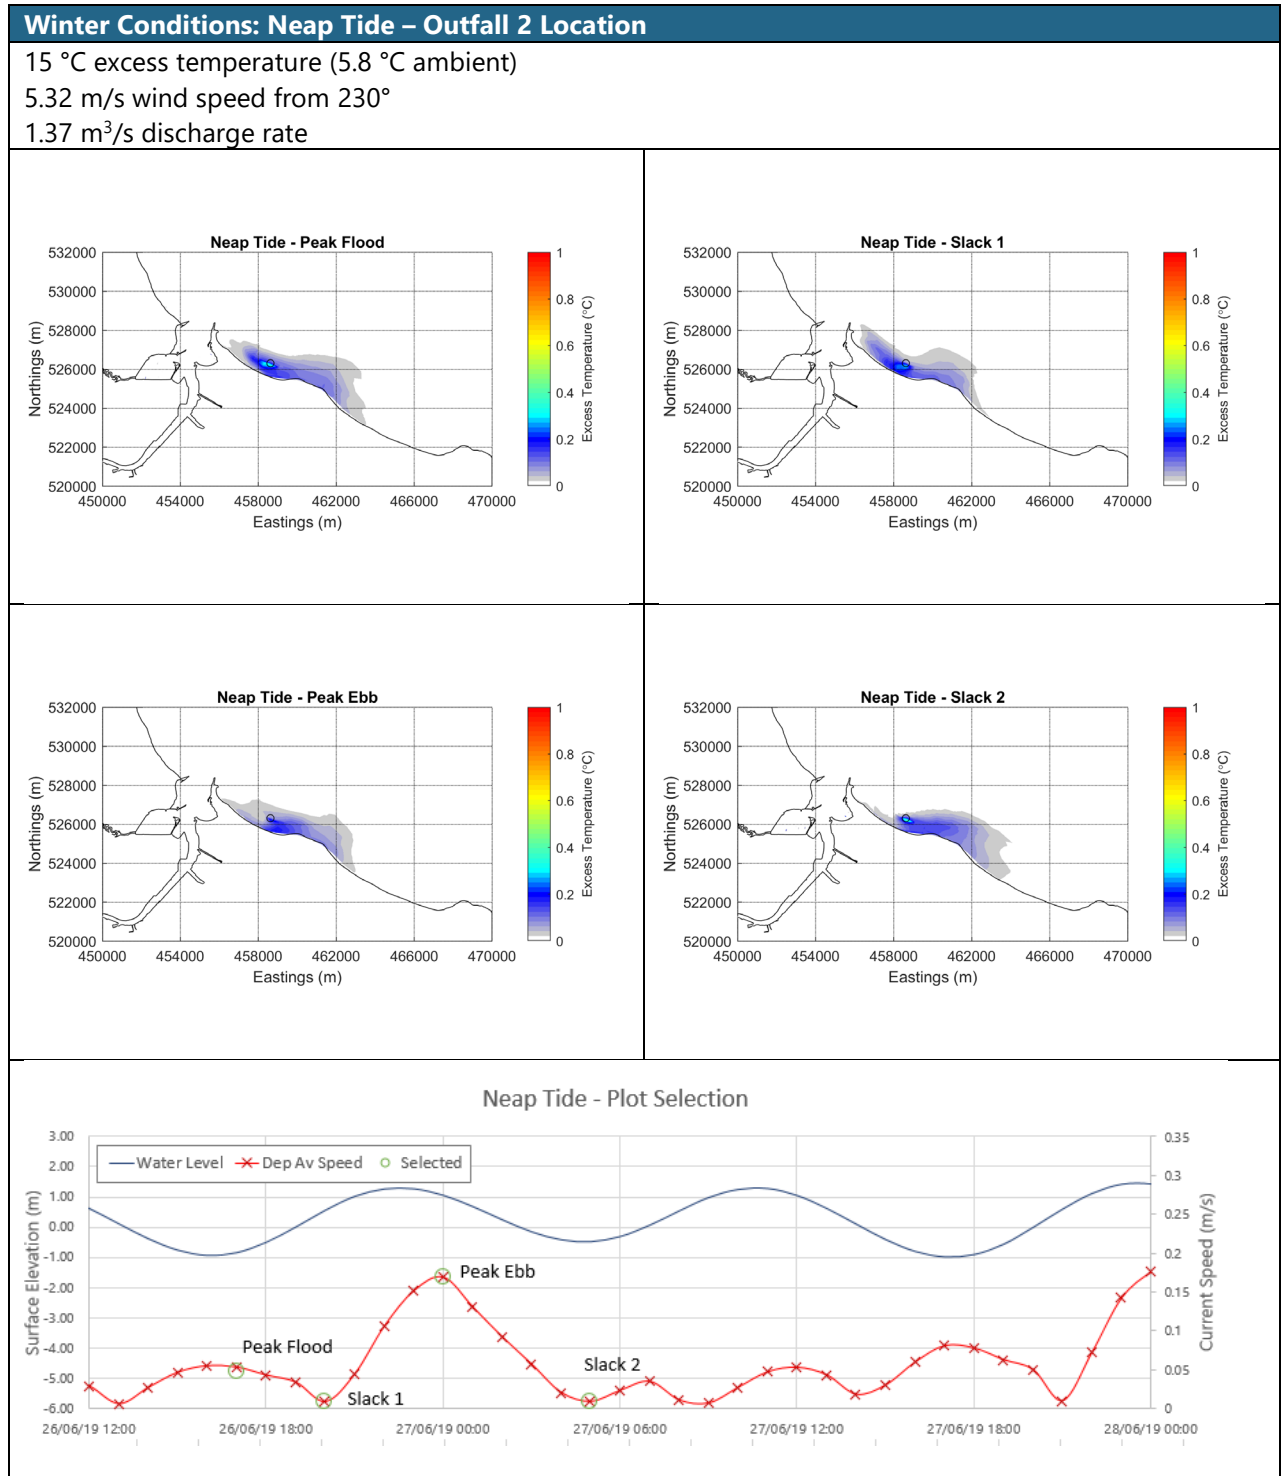 Winter Conditions: Neap Tide – Outfall 2 Location
15 °C excess temperature (5.8 °C ambient)
5.32 m/s wind speed from 230°
1.37 m³/s discharge rate
Neap Tide - Peak Flood
532000
530000
528000
526000
524000
522000
520000
Northings (m)
450000 454000 458000 462000 466000 470000
Eastings (m)
1
0.8
0.6
0.4
0.2
0
Excess Temperature (°C)
Neap Tide - Slack 1
532000
530000
528000
526000
524000
522000
520000
Northings (m)
450000 454000 458000 462000 466000 470000
Eastings (m)
1
0.8
0.6
0.4
0.2
0
Excess Temperature (°C)
Neap Tide - Peak Ebb
532000
530000
528000
526000
524000
522000
520000
Northings (m)
450000 454000 458000 462000 466000 470000
Eastings (m)
1
0.8
0.6
0.4
0.2
0
Excess Temperature (°C)
Neap Tide - Slack 2
532000
530000
528000
526000
524000
522000
520000
Northings (m)
450000 454000 458000 462000 466000 470000
Eastings (m)
1
0.8
0.6
0.4
0.2
0
Excess Temperature (°C)
Neap Tide - Plot Selection
3.00
2.00
1.00
0.00
-1.00
-2.00
-3.00
-4.00
-5.00
-6.00
Surface Elevation (m)
Water Level Dep Av Speed Selected
Peak Flood
Slack 1
Peak Ebb
Slack 2
0.35
0.3
0.25
0.2
0.15
0.1
0.05
0
Current Speed (m/s)
26/06/19 12:00 26/06/19 18:00 27/06/19 00:00 27/06/19 06:00 27/06/19 12:00 27/06/19 18:00 28/06/19 00:00